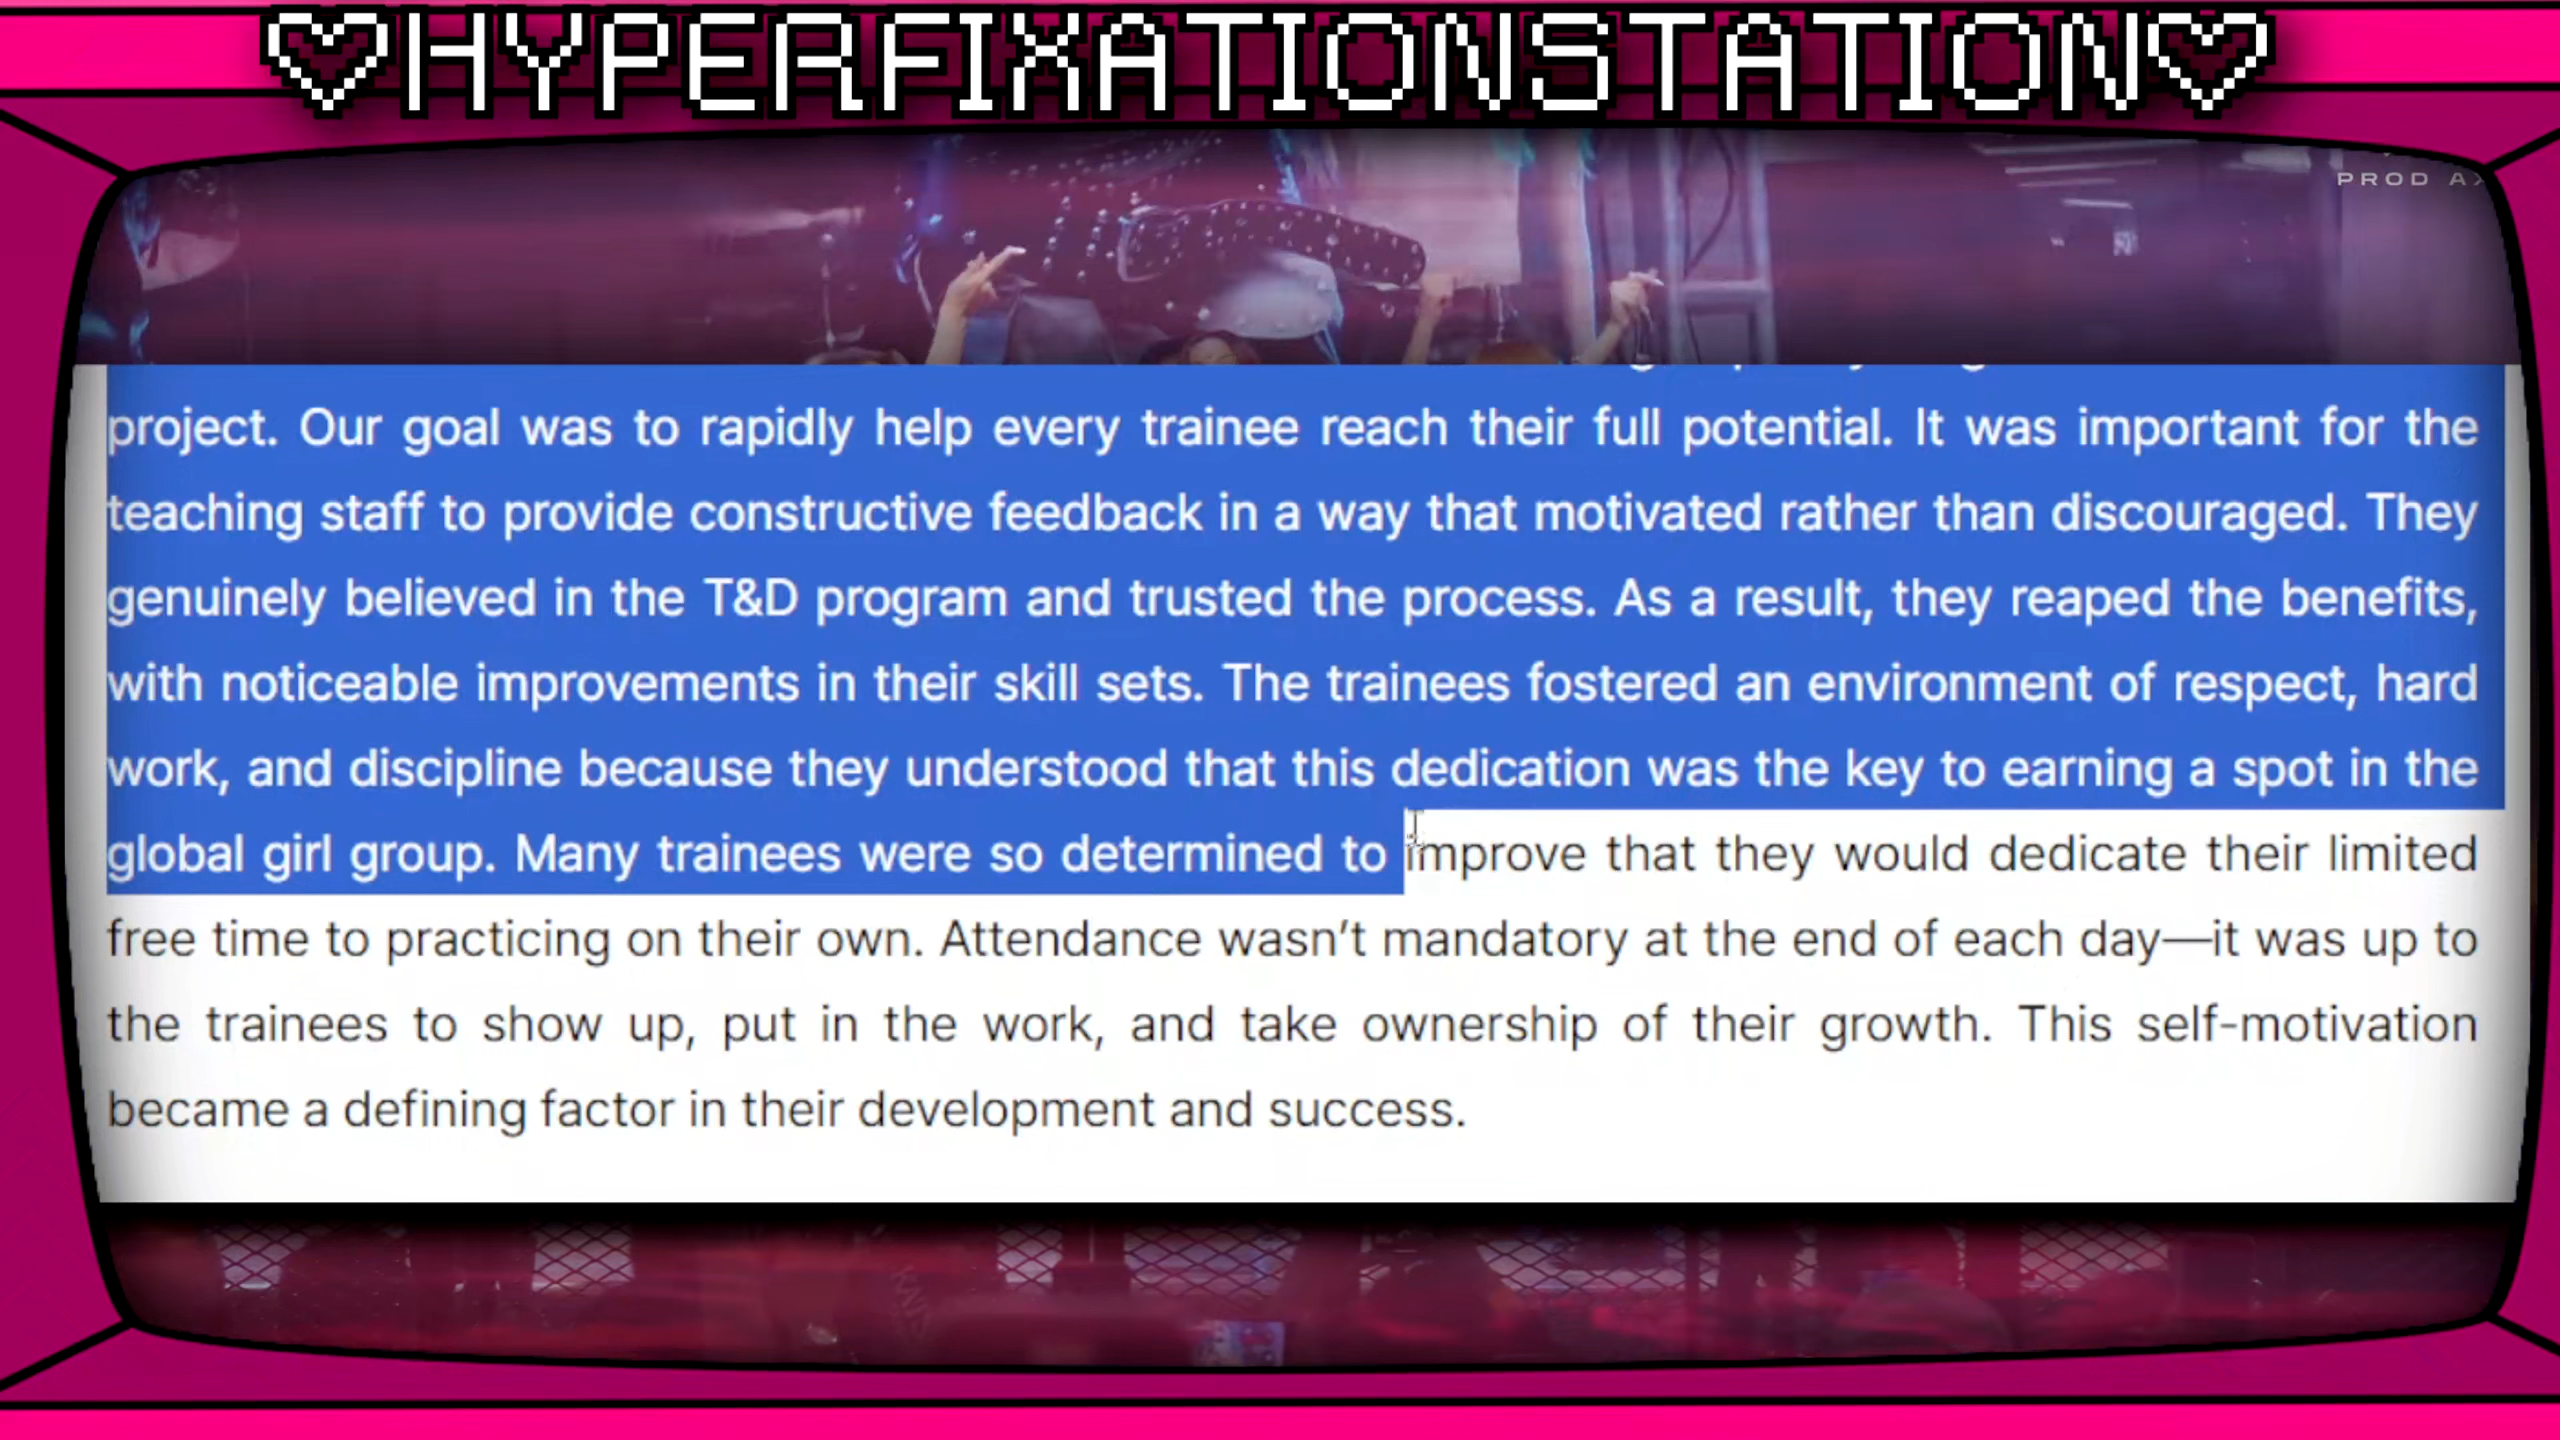 ♡HYPERFIXATIONSTATION♡
PROD
project. Our goal was to rapidly help every trainee reach their full potential. It was important for the
teaching staff to provide constructive feedback in a way that motivated rather than discouraged. They
genuinely believed in the T&D program and trusted the process. As a result, they reaped the benefits,
with noticeable improvements in their skill sets. The trainees fostered an environment of respect, hard
work, and discipline because they understood that this dedication was the key to earning a spot in the
global girl group. Many trainees were so determined to improve that they would dedicate their limited
free time to practicing on their own. Attendance wasn’t mandatory at the end of each day—it was up to
the trainees to show up, put in the work, and take ownership of their growth. This self-motivation
became a defining factor in their development and success.